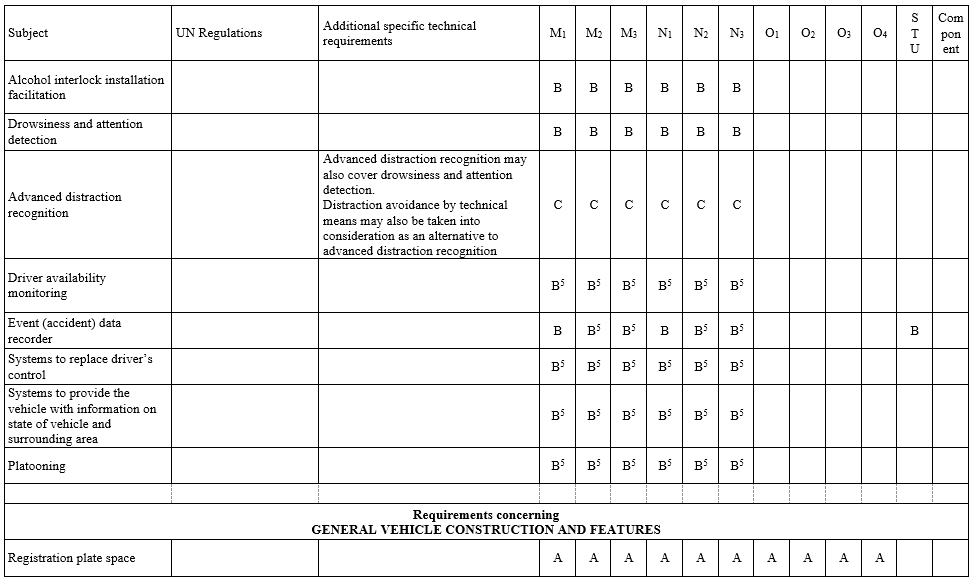 Subject UN Regulations Additional specific technical requirements M₁ M₂ M₃ N₁ N₂ N₃ O₁ O₂ O₃ O₄ S T U Com pon ent
Alcohol interlock installation
facilitation B B B B B B
Drowsiness and attention
detection B B B B B B
Advanced distraction
recognition
Advanced distraction recognition may
also cover drowsiness and attention
detection.
Distraction avoidance by technical
means may also be taken into
consideration as an alternative to
advanced distraction recognition
C C C C C C
Driver availability
monitoring B⁵ B⁵ B⁵ B⁵ B⁵ B⁵
Event (accident) data
recorder B B⁵ B⁵ B B⁵ B⁵ B
Systems to replace driver’s
control B⁵ B⁵ B⁵ B⁵ B⁵ B⁵
Systems to provide the
vehicle with information on
state of vehicle and
surrounding area B⁵ B⁵ B⁵ B⁵ B⁵ B⁵
Platooning B⁵ B⁵ B⁵ B⁵ B⁵ B⁵
Requirements concerning
GENERAL VEHICLE CONSTRUCTION AND FEATURES
Registration plate space A A A A A A A A A A